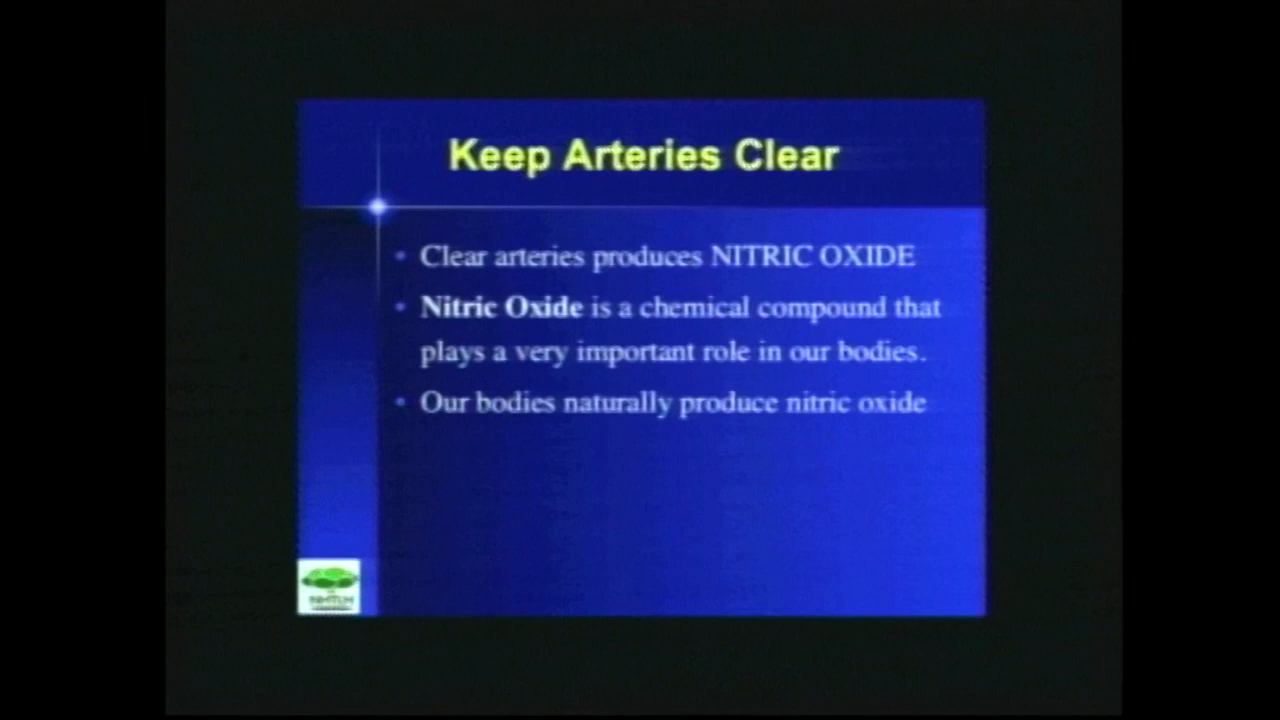 Keep Arteries Clear
• Clear arteries produces NITRIC OXIDE
• Nitric Oxide is a chemical compound that
plays a very important role in our bodies.
• Our bodies naturally produce nitric oxide